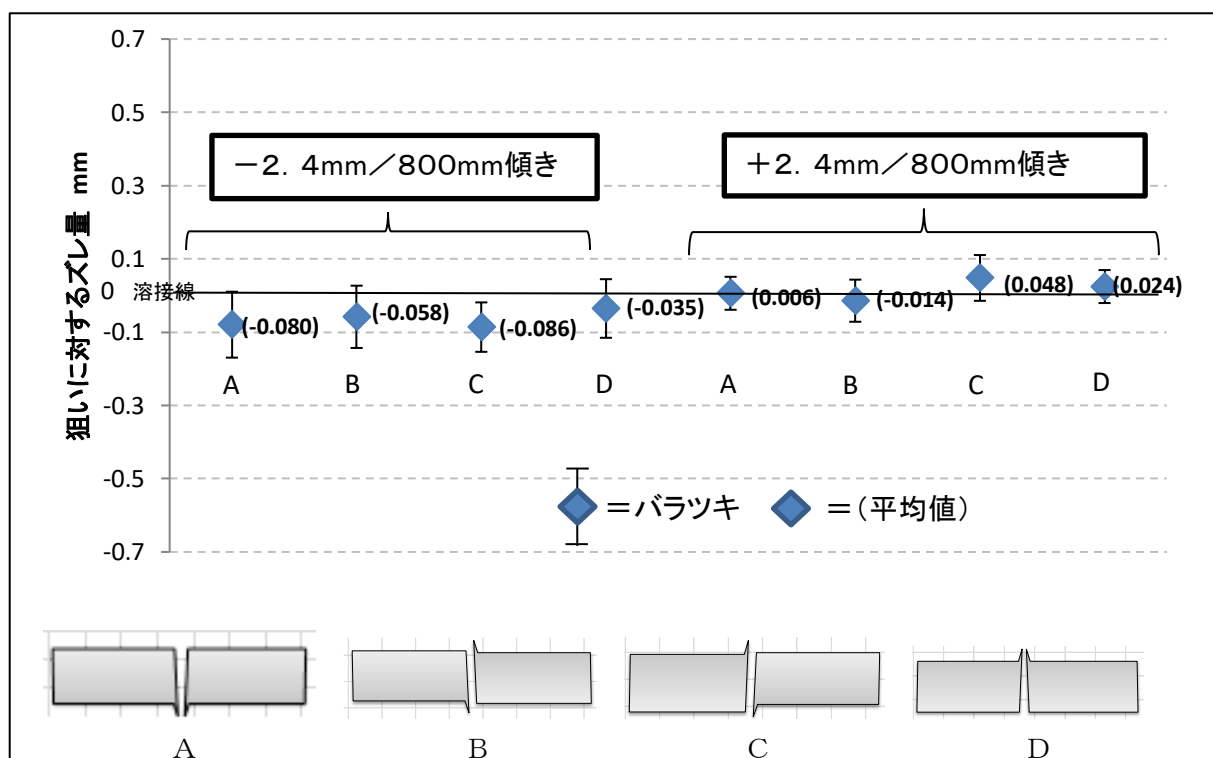 0.7
0.5
0.3
0.1
-0.1
-0.3
-0.5
-0.7
0 溶接線
狙いに対するズレ量 mm
－2．4mm／800mm傾き
＋2．4mm／800mm傾き
(-0.080)
(-0.058)
(-0.086)
(-0.035)
(0.006)
(-0.014)
(0.048)
(0.024)
A B C D A B C D
＝バラツキ ＝（平均値）
A B C D